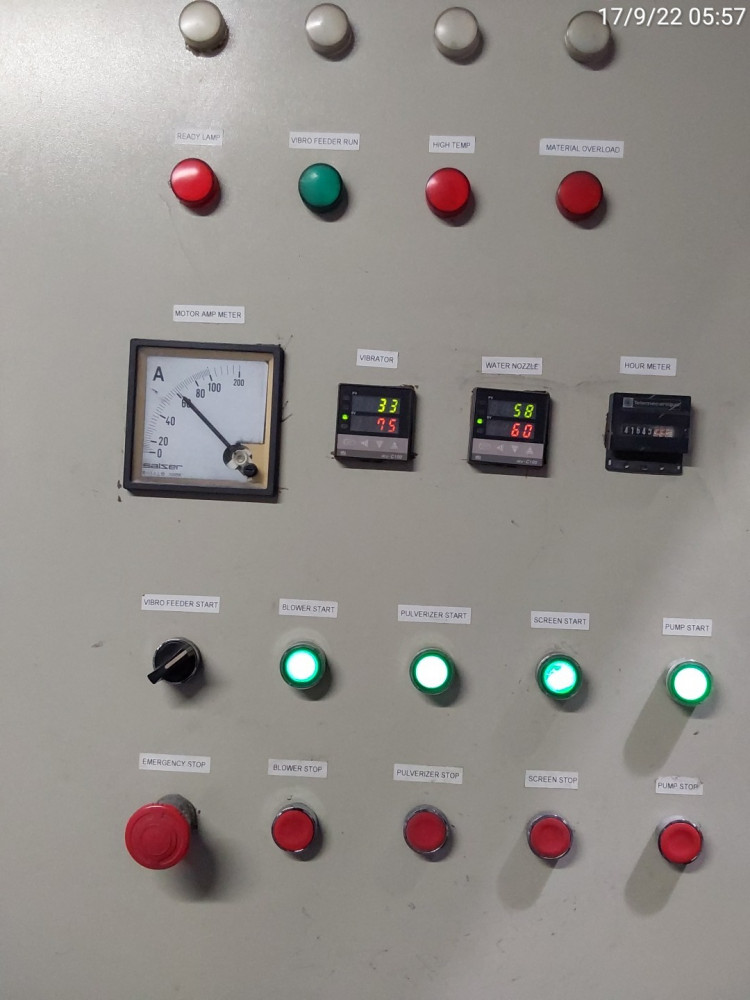 17/9/22 05:57
READY LAMP
VIBRO FEEDER RUN
HIGH TEMP
MATERIAL OVERLOAD
MOTOR AMP METER
VIBRATOR
WATER NOZZLE
HOUR METER
A
0
20
40
60
80
100
200
salzer
33
75
58
60
VIBRO FEEDER START
BLOWER START
PULVERIZER START
SCREEN START
PUMP START
EMERGENCY STOP
BLOWER STOP
PULVERIZER STOP
SCREEN STOP
PUMP STOP